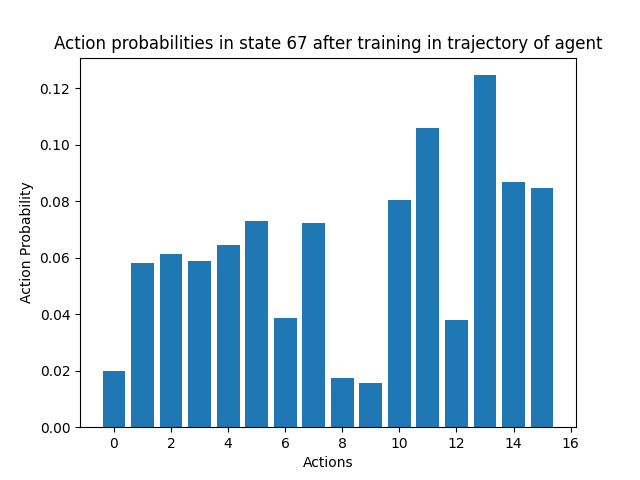 Action probabilities in state 67 after training in trajectory of agent
0.12
0.10
0.08
0.06
0.04
0.02
0.00
Action Probability
0 2 4 6 8 10 12 14 16
Actions